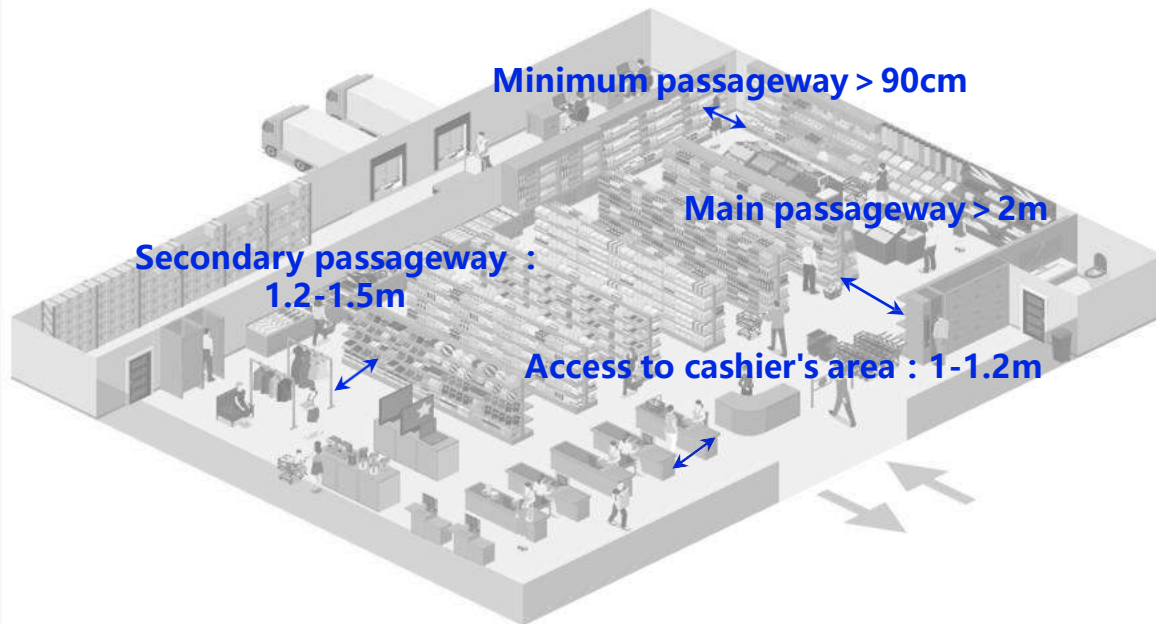 Minimum passageway > 90cm
Main passageway > 2m
Secondary passageway :
1.2-1.5m
Access to cashier's area : 1-1.2m